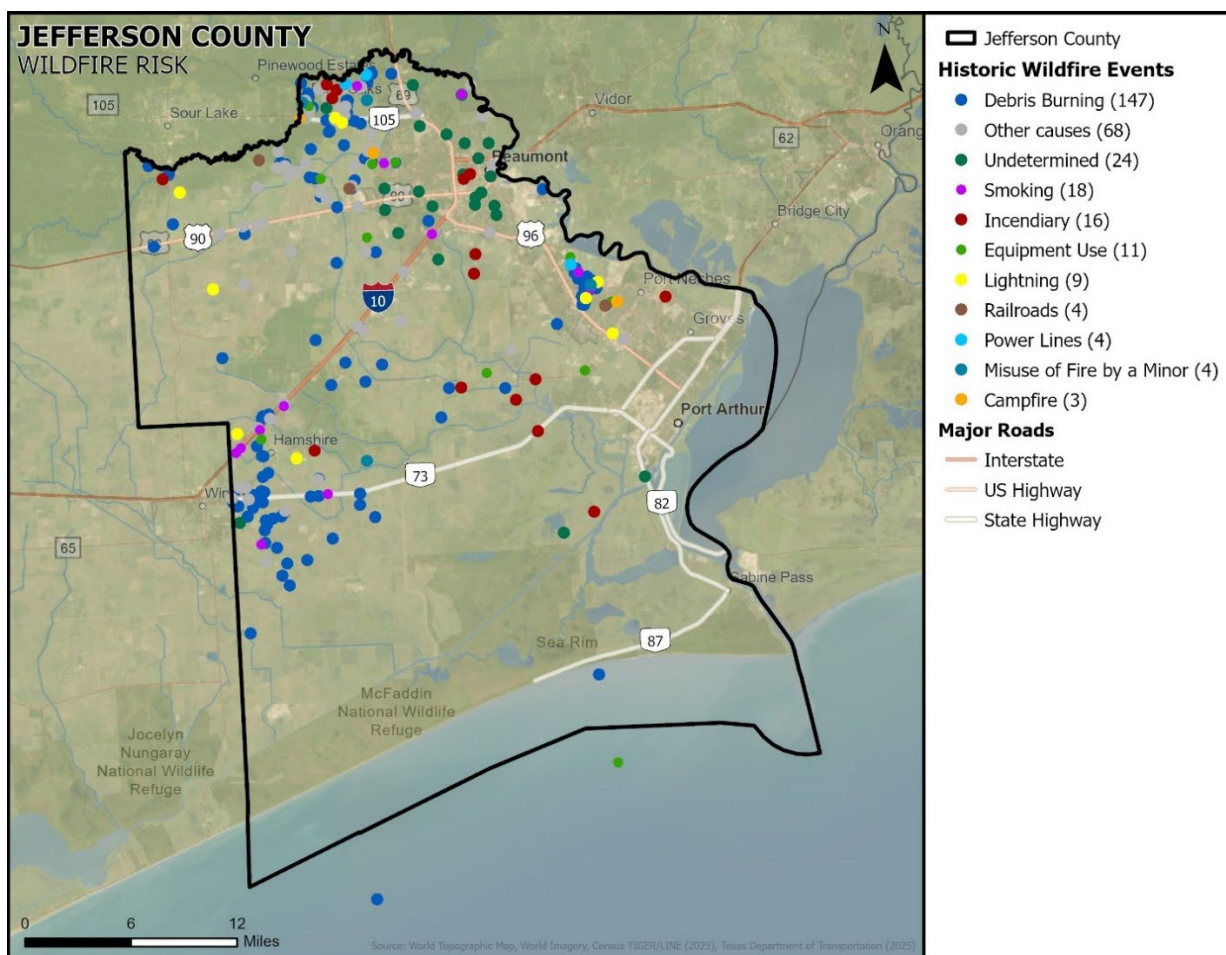 JEFFERSON COUNTY
WILDFIRE RISK
N
Pinewood Estates
105
Sour Lake
69
105
Vidor
62
Beaumont
90
Bridge City
90
96
Port Neches
10
Groves
Port Arthur
Hamshire
73
82
65
Sabine Pass
Sea Rim
87
McFaddin
National Wildlife
Refuge
Jocelyn
Nungaray
National Wildlife
Refuge
0 6 12
Miles
Source: World Topographic Map, World Imagery, Census TIGER/LINE (2025), Texas Department of Transportation (2025)
Jefferson County
Historic Wildfire Events
Debris Burning (147)
Other causes (68)
Undetermined (24)
Smoking (18)
Incendiary (16)
Equipment Use (11)
Lightning (9)
Railroads (4)
Power Lines (4)
Misuse of Fire by a Minor (4)
Campfire (3)
Major Roads
Interstate
US Highway
State Highway